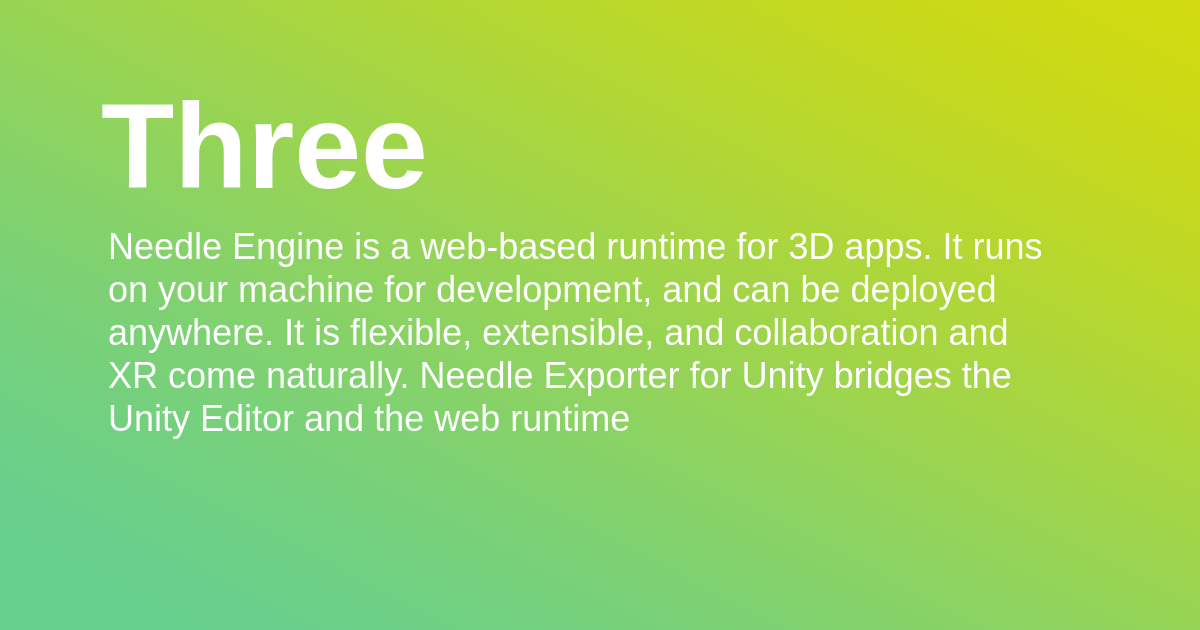 Three
Needle Engine is a web-based runtime for 3D apps. It runs
on your machine for development, and can be deployed
anywhere. It is flexible, extensible, and collaboration and
XR come naturally. Needle Exporter for Unity bridges the
Unity Editor and the web runtime